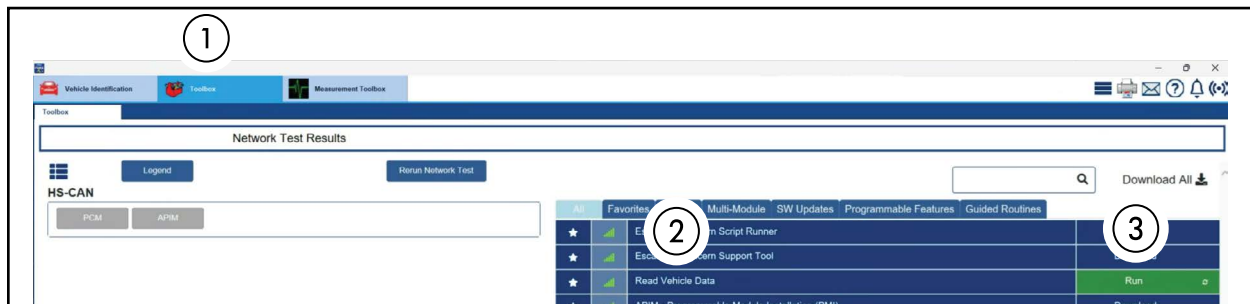 1
Vehicle Identification Toolbox Measurement Toolbox
Toolbox
Network Test Results
Legend Rerun Network Test
Download All
HS-CAN
PCM APIM
All Favorites Multi-Module SW Updates Programmable Features Guided Routines
2 Script Runner 3
Support Tool
Read Vehicle Data Run